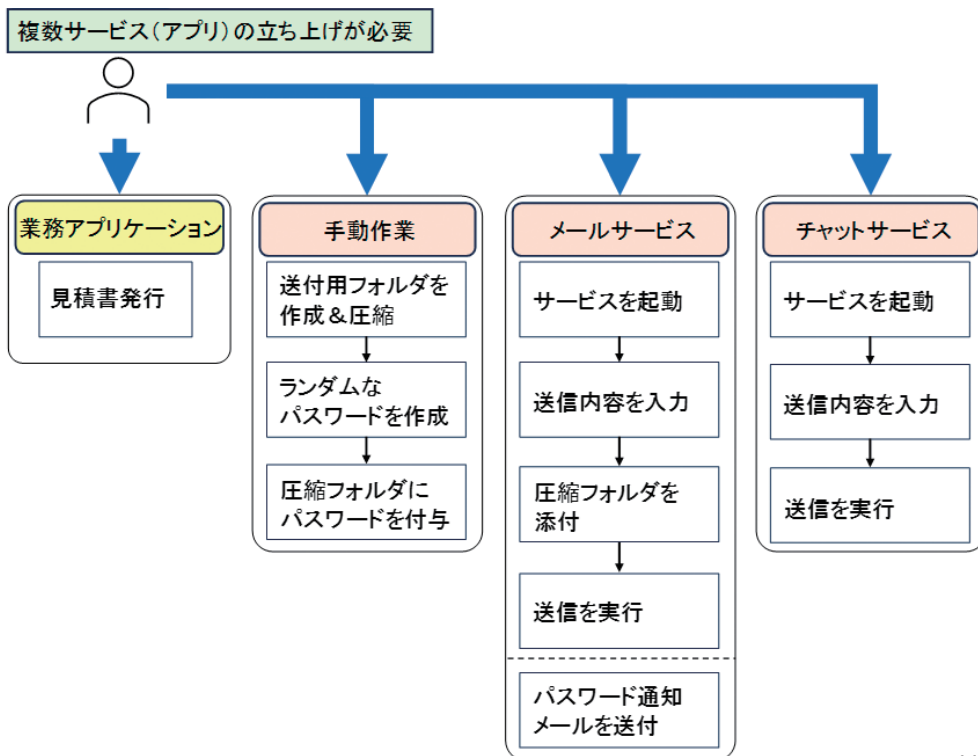 複数サービス(アプリ)の立ち上げが必要
業務アプリケーション
見積書発行
手動作業
送付用フォルダを
作成&圧縮
ランダムな
パスワードを作成
圧縮フォルダに
パスワードを付与
メールサービス
サービスを起動
送信内容を入力
圧縮フォルダを
添付
送信を実行
パスワード通知
メールを送付
チャットサービス
サービスを起動
送信内容を入力
送信を実行